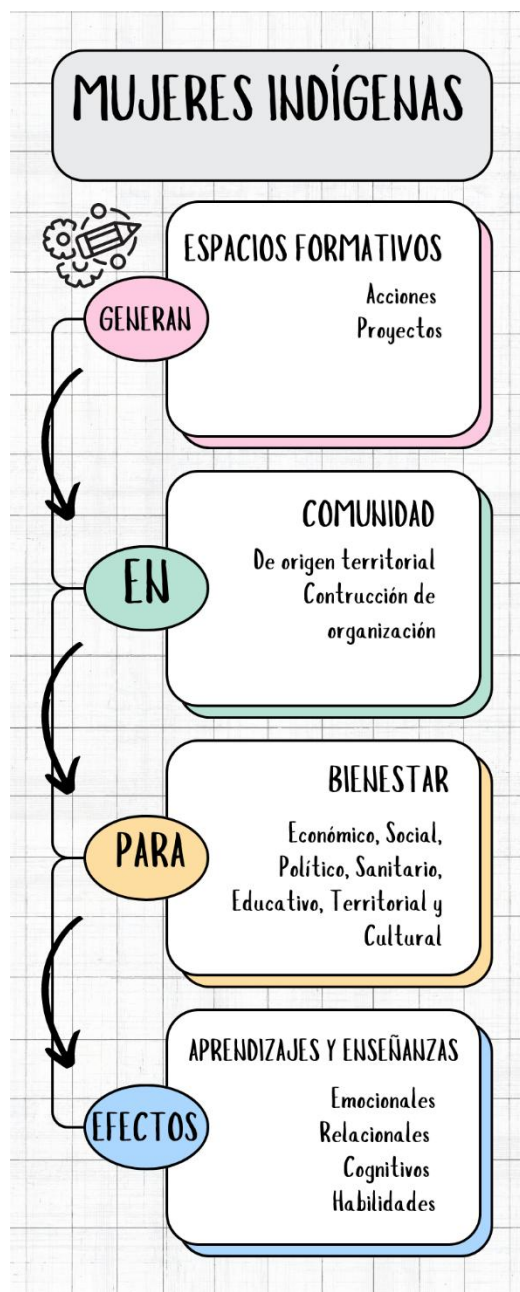 MUJERES INDÍGENAS
ESPACIOS FORMATIVOS
Acciones
Proyectos
GENERAN
COMUNIDAD
De origen territorial
Contrucción de
organización
EN
BIENESTAR
Económico, Social,
Político, Sanitario,
Educativo, Territorial y
Cultural
PARA
APRENDIZAJES Y ENSEÑANZAS
Emocionales
Relacionales
Cognitivos
Habilidades
EFECTOS